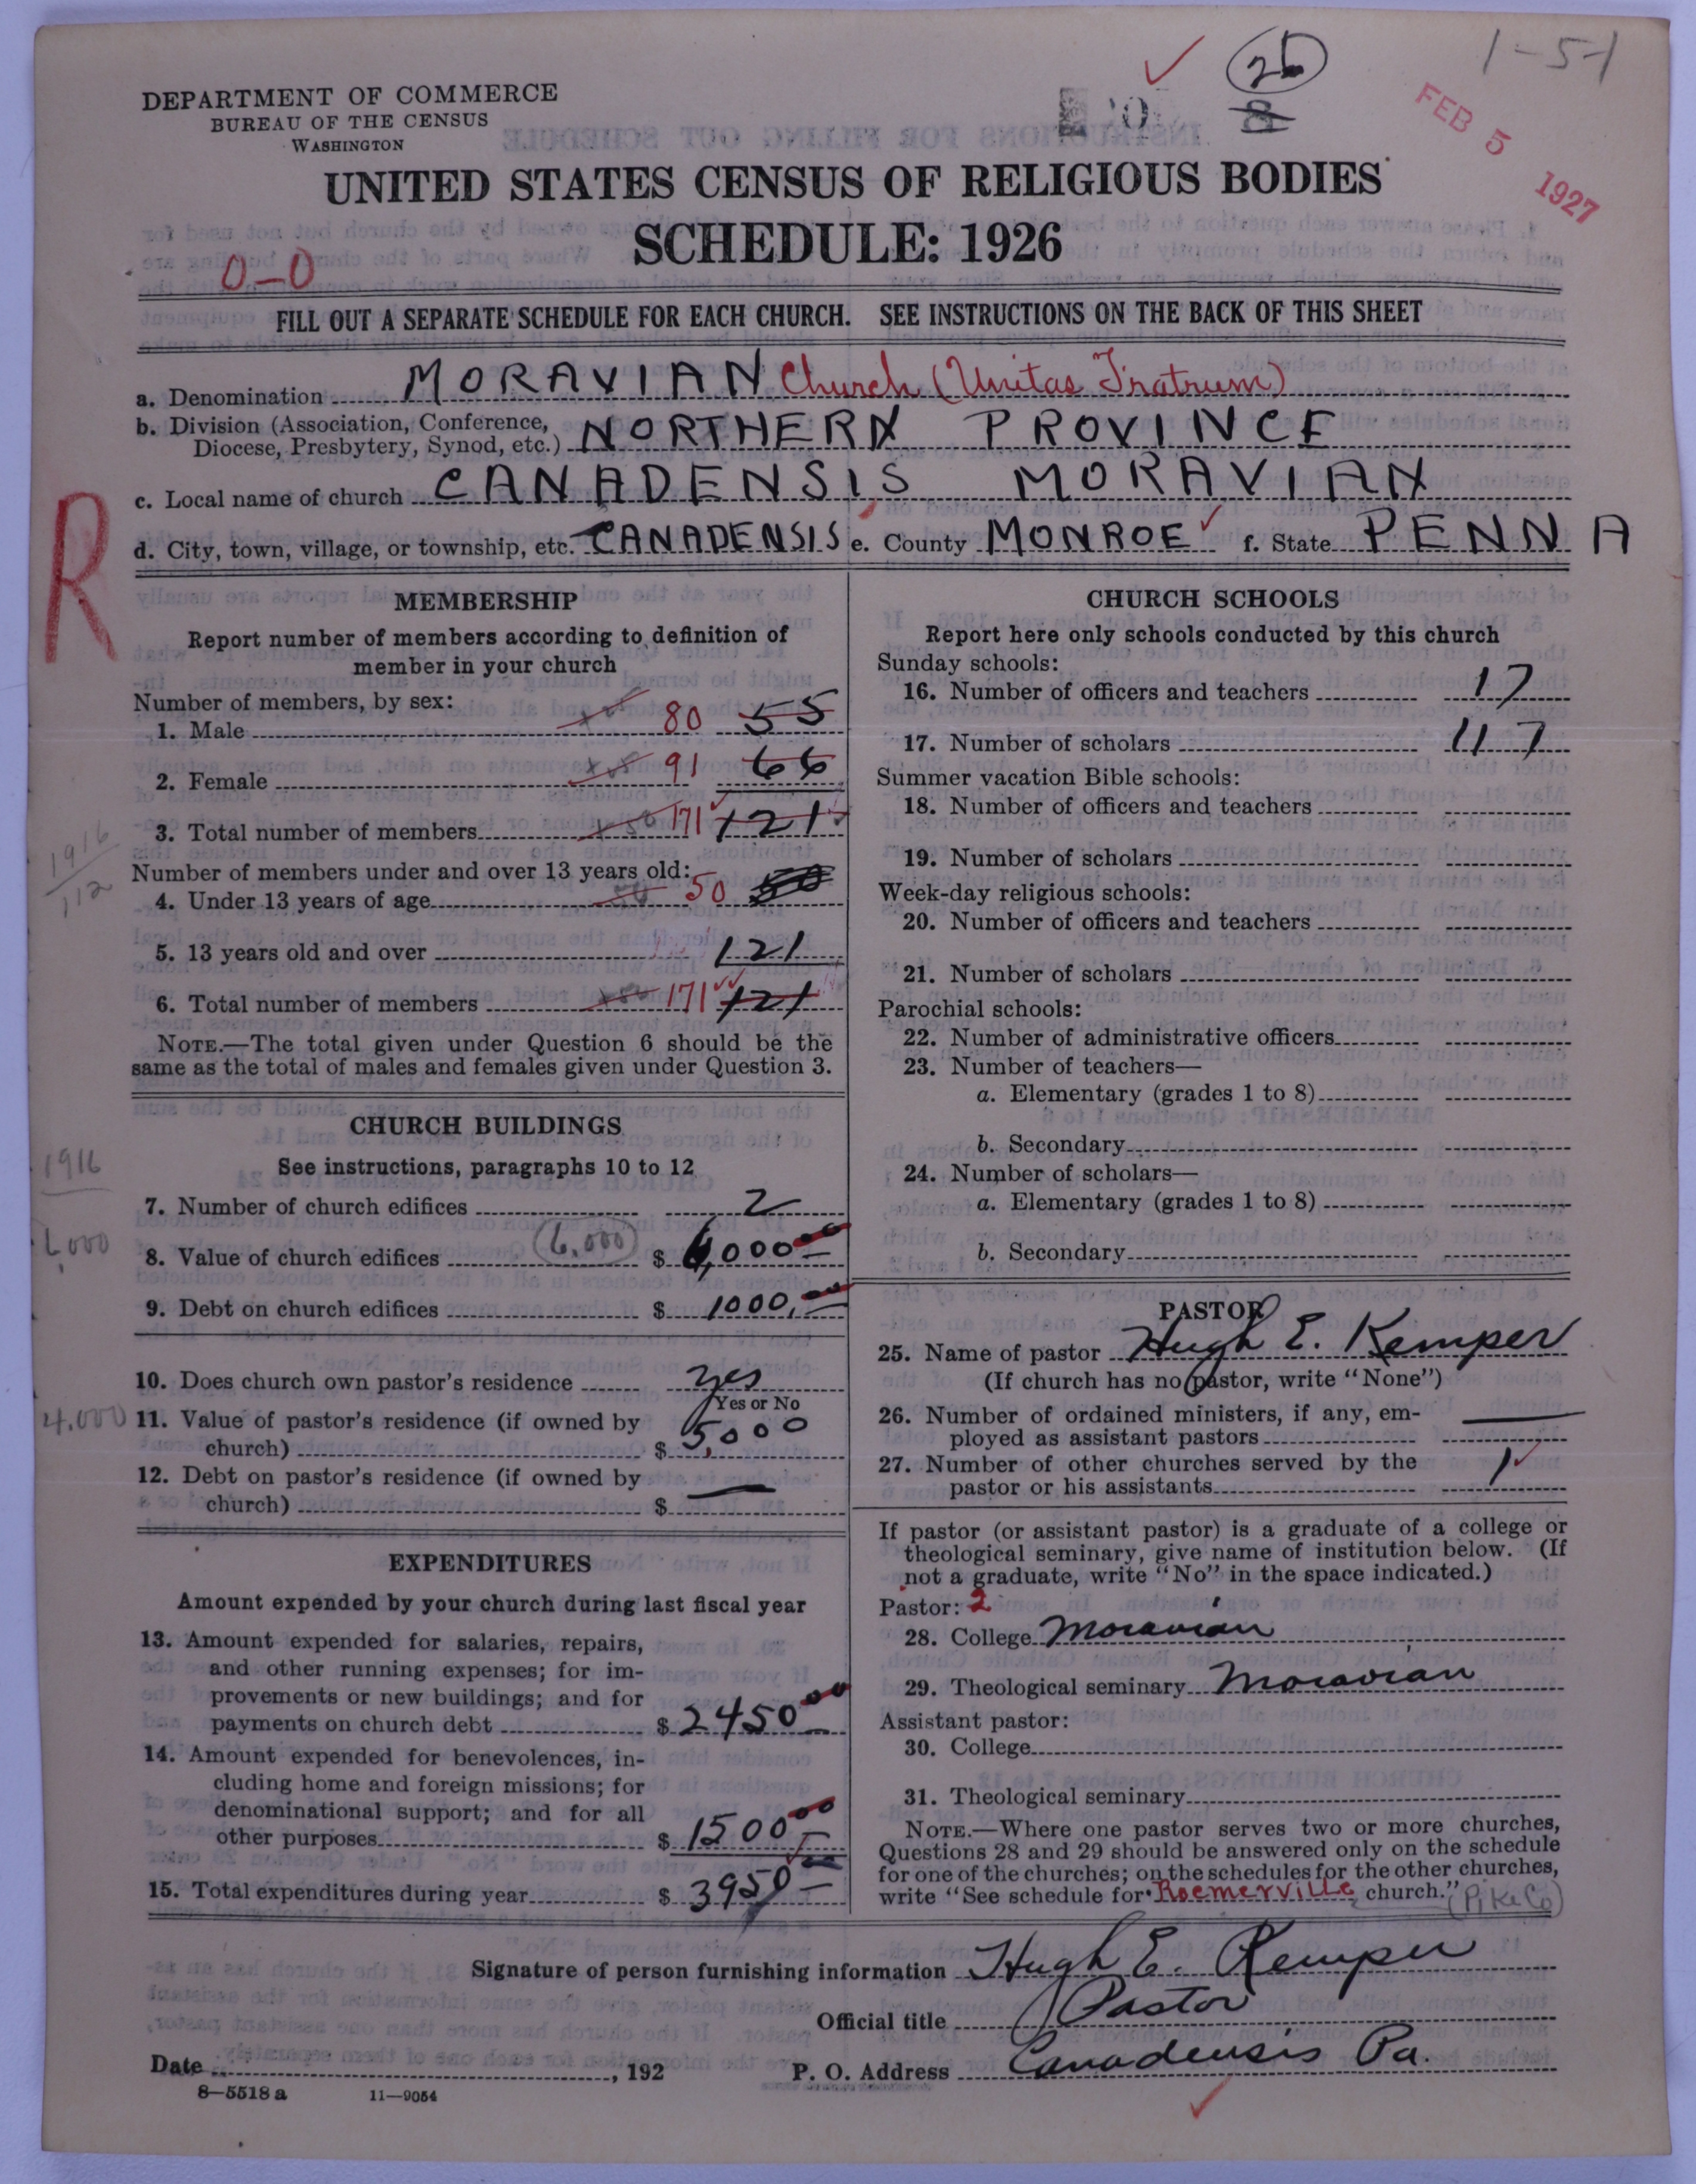 1-51
26
8
FEB 5 1927
DEPARTMENT OF COMMERCE
BUREAU OF THE CENSUS
WASHINGTON
UNITED STATES CENSUS OF RELIGIOUS BODIES
SCHEDULE: 1926
0-0
FILL OUT A SEPARATE SCHEDULE FOR EACH CHURCH. SEE INSTRUCTIONS ON THE BACK OF THIS SHEET
a. Denomination MORAVIAN Church (Unitas Fratrum)
b. Division (Association, Conference,
Diocese, Presbytery, Synod, etc.) NORTHERN PROVINCE
c. Local name of church CANADENSIS MORAVIAN
d. City, town, village, or township, etc. CANADENSIS e. County MONROE f. State PENNA
R
MEMBERSHIP
Report number of members according to definition of
member in your church
Number of members, by sex:
1. Male 80 55
2. Female 91 66
3. Total number of members 171 121
1916
112
Number of members under and over 13 years old:
4. Under 13 years of age 50 50
5. 13 years old and over 121
6. Total number of members 171 121
NOTE.—The total given under Question 6 should be the
same as the total of males and females given under Question 3.
CHURCH BUILDINGS
See instructions, paragraphs 10 to 12
1916
7. Number of church edifices 2
6,000
8. Value of church edifices (6,000) $ 6,000 00
9. Debt on church edifices $ 1000,
10. Does church own pastor's residence yes
Yes or No
4,000
11. Value of pastor's residence (if owned by
church) $ 5,000
12. Debt on pastor's residence (if owned by
church) $ —
EXPENDITURES
Amount expended by your church during last fiscal year
13. Amount expended for salaries, repairs,
and other running expenses; for im-
provements or new buildings; and for
payments on church debt $ 2450 00
14. Amount expended for benevolences, in-
cluding home and foreign missions; for
denominational support; and for all
other purposes $ 1500 00
15. Total expenditures during year $ 3950
CHURCH SCHOOLS
Report here only schools conducted by this church
Sunday schools:
16. Number of officers and teachers 17
17. Number of scholars 117
Summer vacation Bible schools:
18. Number of officers and teachers
19. Number of scholars
Week-day religious schools:
20. Number of officers and teachers
21. Number of scholars
Parochial schools:
22. Number of administrative officers
23. Number of teachers—
a. Elementary (grades 1 to 8)
b. Secondary
24. Number of scholars—
a. Elementary (grades 1 to 8)
b. Secondary
PASTOR
25. Name of pastor Hugh E. Kemper
(If church has no pastor, write "None")
26. Number of ordained ministers, if any, em-
ployed as assistant pastors —
27. Number of other churches served by the
pastor or his assistants 1
If pastor (or assistant pastor) is a graduate of a college or
theological seminary, give name of institution below. (If
not a graduate, write "No" in the space indicated.)
Pastor: 2
28. College Moravian
29. Theological seminary Moravian
Assistant pastor:
30. College
31. Theological seminary
NOTE.—Where one pastor serves two or more churches,
Questions 28 and 29 should be answered only on the schedule
for one of the churches; on the schedules for the other churches,
write "See schedule for Roemerville church." (Pike Co)
Signature of person furnishing information Hugh E. Kemper
Official title Pastor
Date , 192
P. O. Address Canadensis Pa.
8—5518 a 11—9054